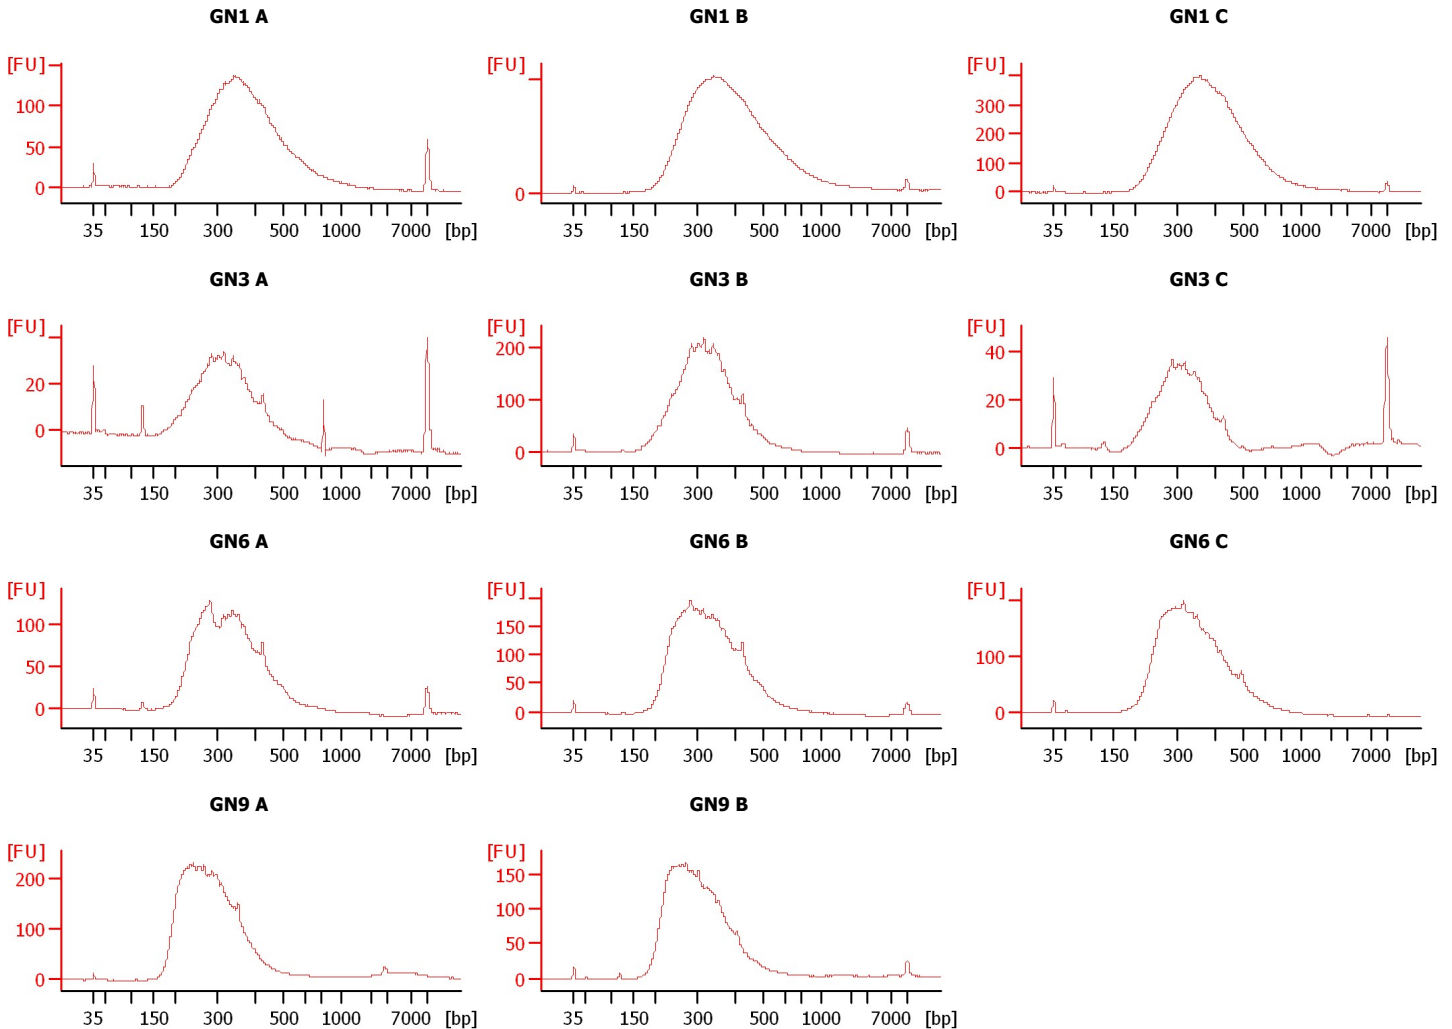 GN1 A GN1 B GN1 C
[FU] [FU] [FU]
100 50 0
0
300 200 100 0
35 150 300 500 1000 7000 [bp] 35 150 300 500 1000 7000 [bp] 35 150 300 500 1000 7000 [bp]
GN3 A GN3 B GN3 C
[FU] [FU] [FU]
20 0
200 100 0
40 20 0
35 150 300 500 1000 7000 [bp] 35 150 300 500 1000 7000 [bp] 35 150 300 500 1000 7000 [bp]
GN6 A GN6 B GN6 C
[FU] [FU] [FU]
100 50 0
150 100 50 0
100 0
35 150 300 500 1000 7000 [bp] 35 150 300 500 1000 7000 [bp] 35 150 300 500 1000 7000 [bp]
GN9 A GN9 B
[FU] [FU]
200 100 0
150 100 50 0
35 150 300 500 1000 7000 [bp] 35 150 300 500 1000 7000 [bp]